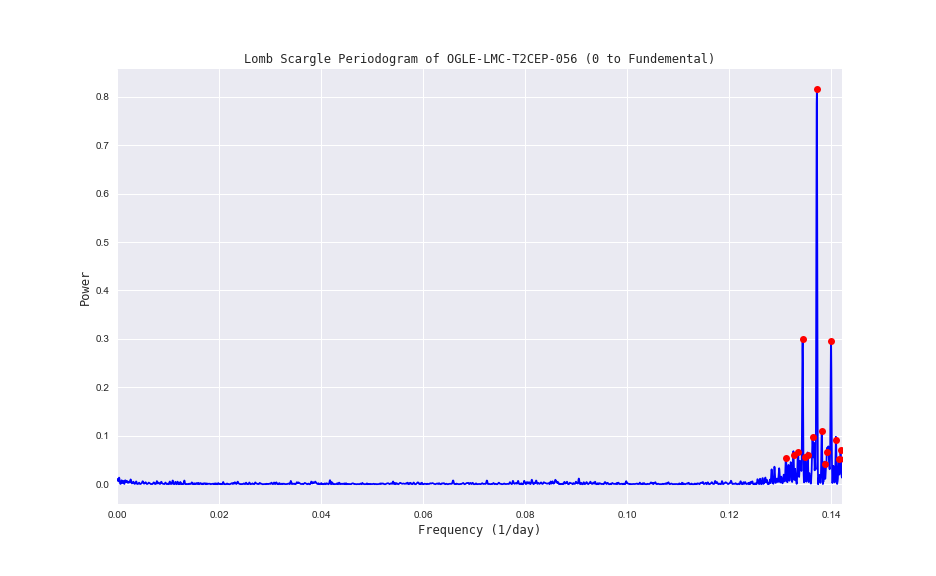 Lomb Scargle Periodogram of OGLE-LMC-T2CEP-056 (0 to Fundemental)
0.8
0.7
0.6
0.5
0.4
0.3
0.2
0.1
0.0
Power
0.00 0.02 0.04 0.06 0.08 0.10 0.12 0.14
Frequency (1/day)